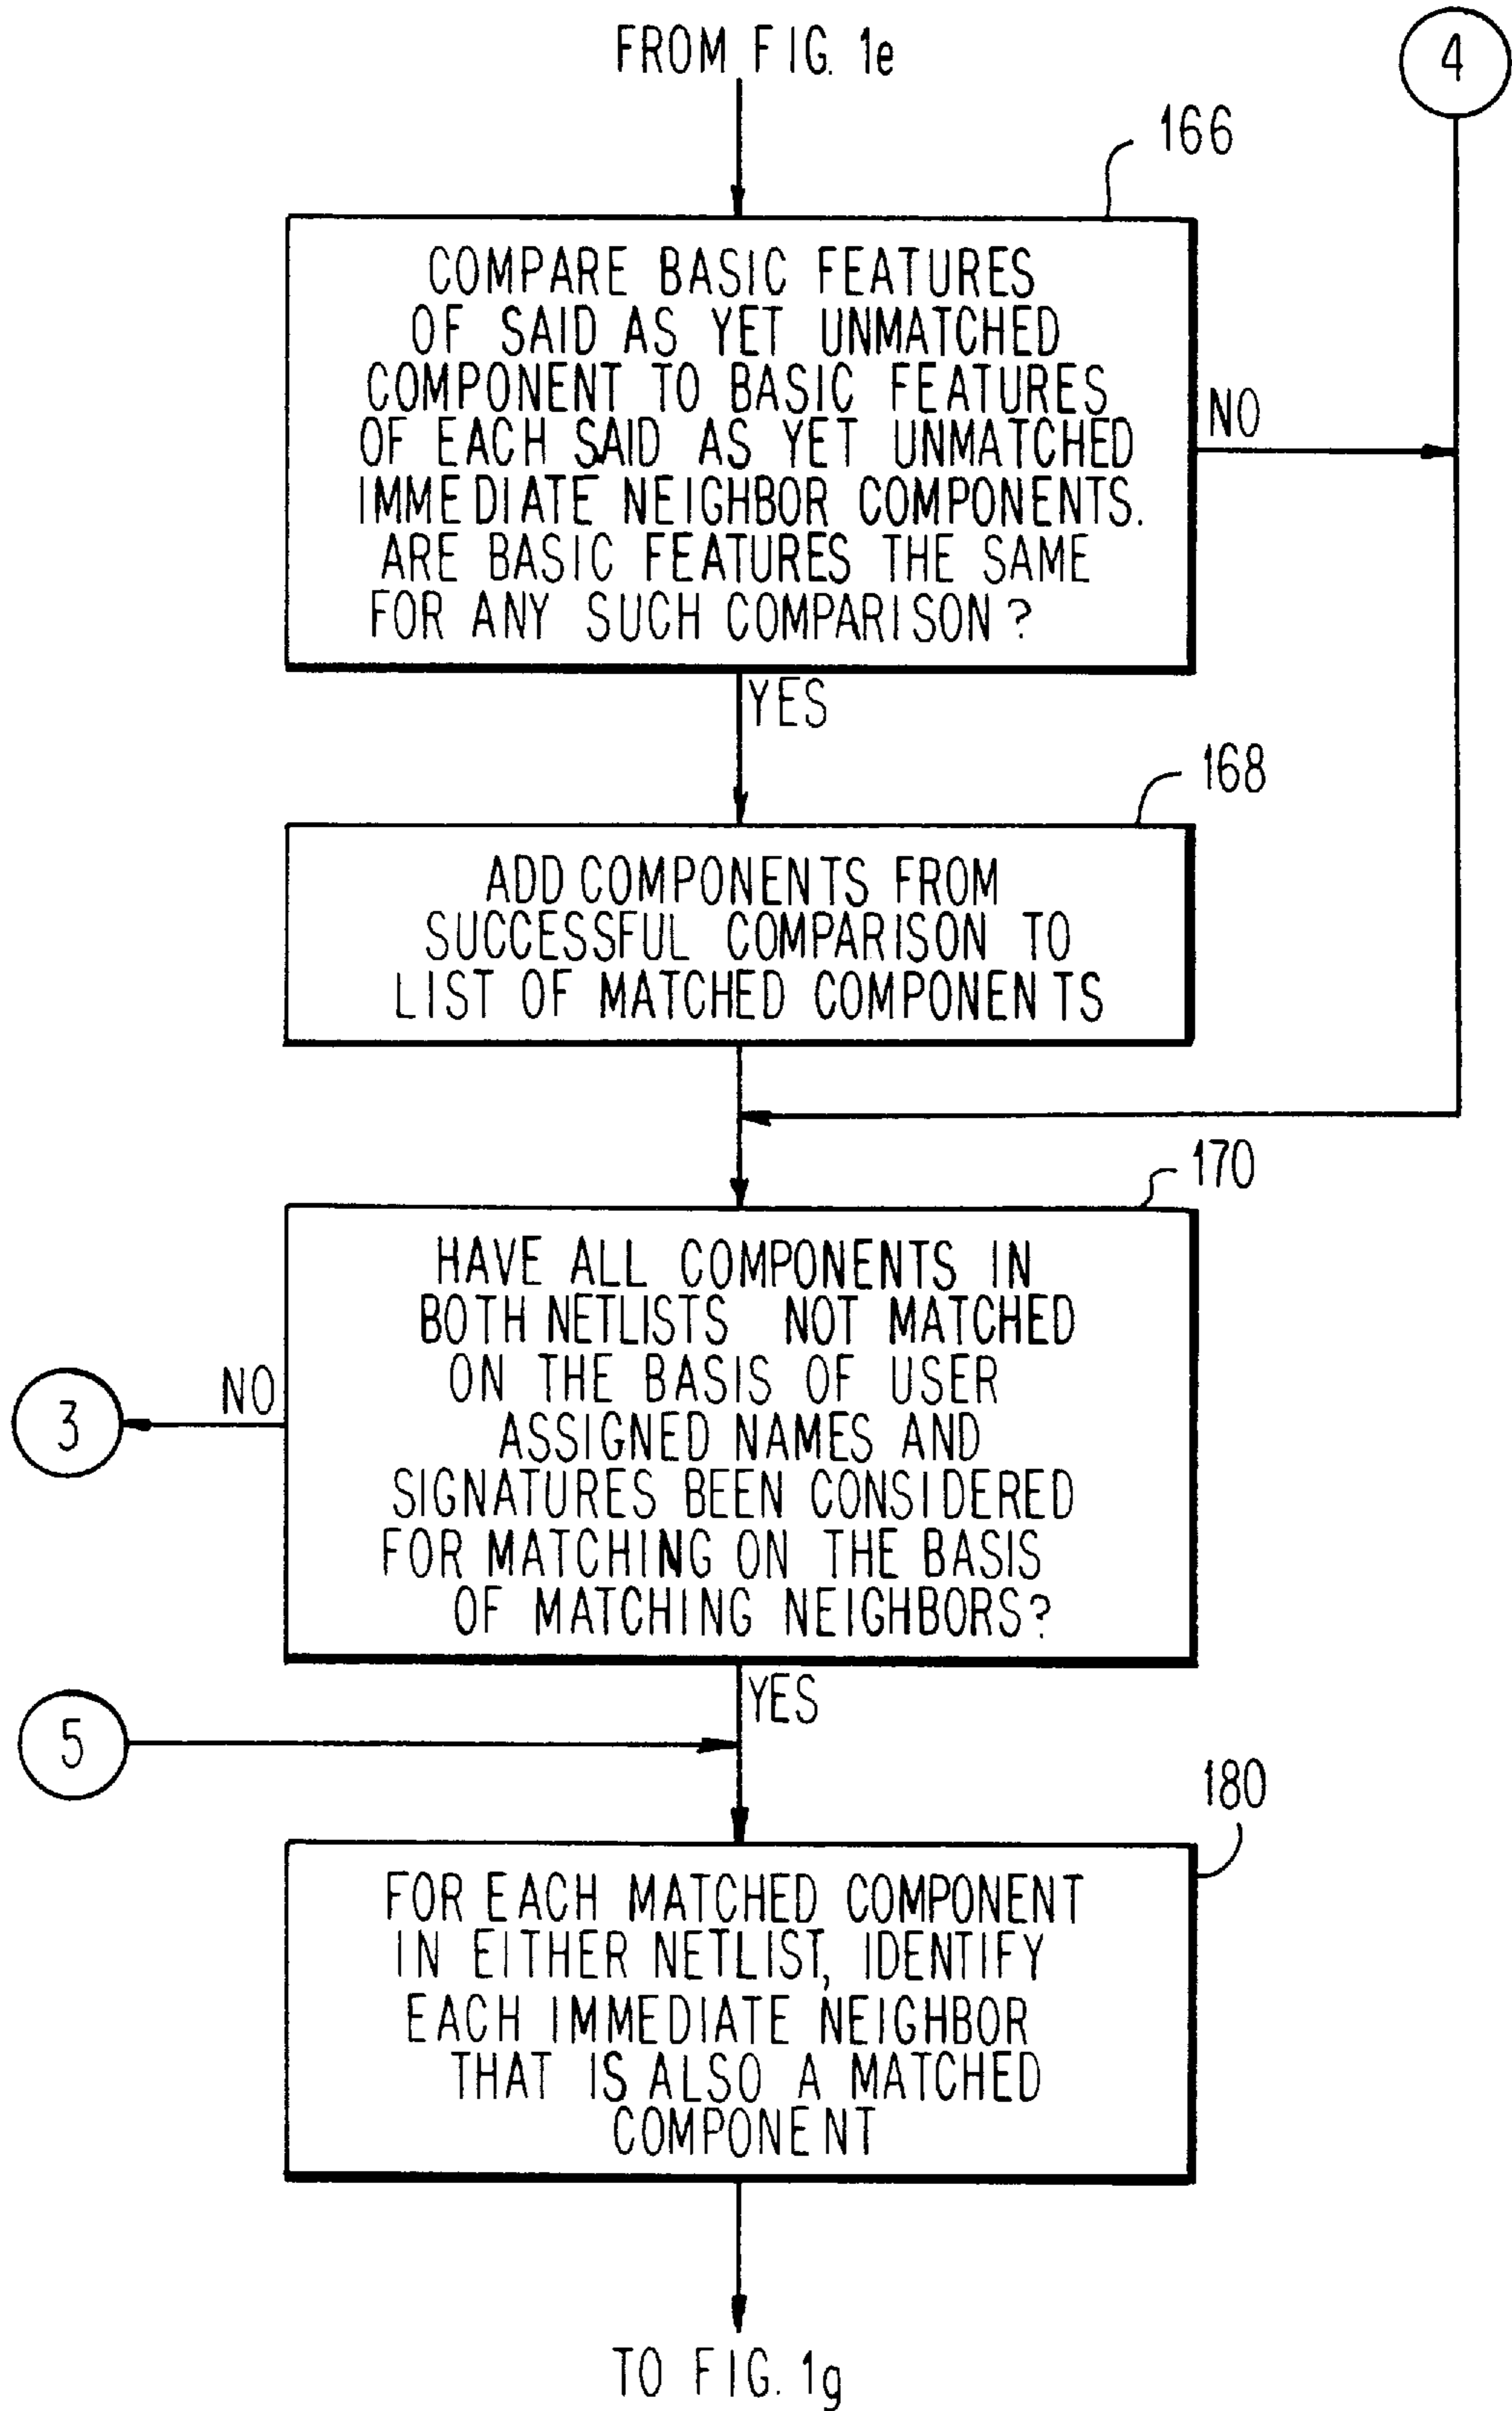 FROM FIG. 1e
4
166
COMPARE BASIC FEATURES
OF SAID AS YET UNMATCHED
COMPONENT TO BASIC FEATURES
OF EACH SAID AS YET UNMATCHED
IMMEDIATE NEIGHBOR COMPONENTS.
ARE BASIC FEATURES THE SAME
FOR ANY SUCH COMPARISON?
NO
YES
168
ADD COMPONENTS FROM
SUCCESSFUL COMPARISON TO
LIST OF MATCHED COMPONENTS
170
HAVE ALL COMPONENTS IN
BOTH NETLISTS NOT MATCHED
ON THE BASIS OF USER
ASSIGNED NAMES AND
SIGNATURES BEEN CONSIDERED
FOR MATCHING ON THE BASIS
OF MATCHING NEIGHBORS?
NO
3
YES
5
180
FOR EACH MATCHED COMPONENT
IN EITHER NETLIST, IDENTIFY
EACH IMMEDIATE NEIGHBOR
THAT IS ALSO A MATCHED
COMPONENT
TO FIG. 1g